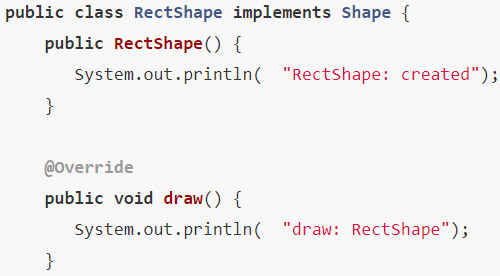 public class RectShape implements Shape {
public RectShape() {
System.out.println(  "RectShape: created");
}
@Override
public void draw() {
System.out.println(  "draw: RectShape");
}